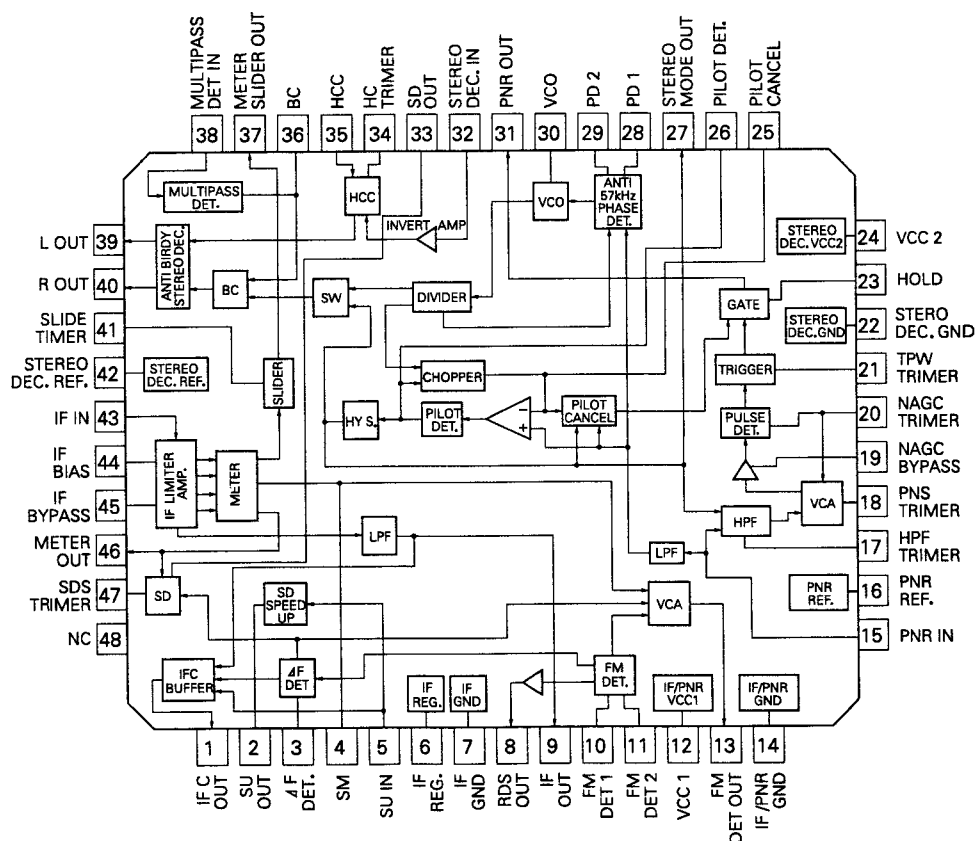 MULTIPASS
DET IN
METER
SLIDER OUT
BC
HCC
HC
TRIMER
SD
OUT
STEREO
DEC. IN
PNR OUT
VCO
PD 2
PD 1
STEREO
MODE OUT
PILOT DET.
PILOT
CANCEL
38
37
36
35
34
33
32
31
30
29
28
27
26
25
MULTIPASS
DET.
HCC
INVERT AMP
VCO
ANTI
57kHz
PHASE
DET.
L OUT
39
R OUT
40
SLIDE
TIMER
41
STEREO
DEC. REF.
42
IF IN
43
IF
BIAS
44
IF
BYPASS
45
METER
OUT
46
SDS
TRIMER
47
NC
48
ANTI BIRDY
STEREO DEC.
BC
SW
DIVIDER
STEREO
DEC. REF.
SLIDER
CHOPPER
HY S.
PILOT
DET.
−
+
PILOT
CANCEL
IF LIMITER
AMP.
METER
LPF
LPF
SD
SD
SPEED
UP
VCA
IFC
BUFFER
ΔF
DET
IF
REG.
IF
GND
FM
DET.
IF/PNR
VCC1
IF/PNR
GND
STEREO
DEC. VCC2
GATE
STEREO
DEC. GND
TRIGGER
PULSE
DET.
VCA
HPF
PNR
REF.
24
VCC 2
23
HOLD
22
STERO
DEC. GND
21
TPW
TRIMER
20
NAGC
TRIMER
19
NAGC
BYPASS
18
PNS
TRIMER
17
HPF
TRIMER
16
PNR
REF.
15
PNR IN
1
2
3
4
5
6
7
8
9
10
11
12
13
14
IFC
OUT
SU
OUT
ΔF
DET.
SM
SU IN
IF
REG.
IF
GND
RDS
OUT
IF
OUT
FM
DET 1
FM
DET 2
VCC 1
FM
DET OUT
IF/PNR
GND